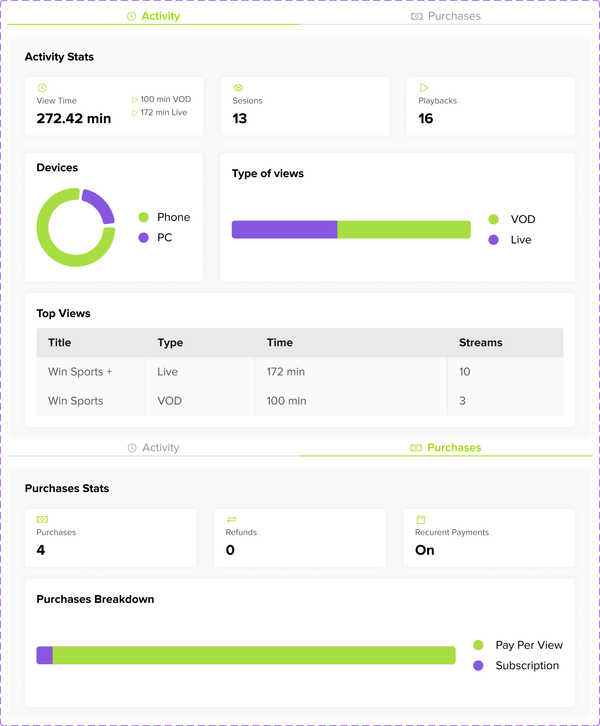 Activity Purchases
Activity Stats
View Time
272.42 min
100 min VOD
172 min Live
Sesions
13
Playbacks
16
Devices
Phone
PC
Type of views
VOD
Live
Top Views
Title Type Time Streams
Win Sports + Live 172 min 10
Win Sports VOD 100 min 3
Activity Purchases
Purchases Stats
Purchases
4
Refunds
0
Recurent Payments
On
Purchases Breakdown
Pay Per View
Subscription